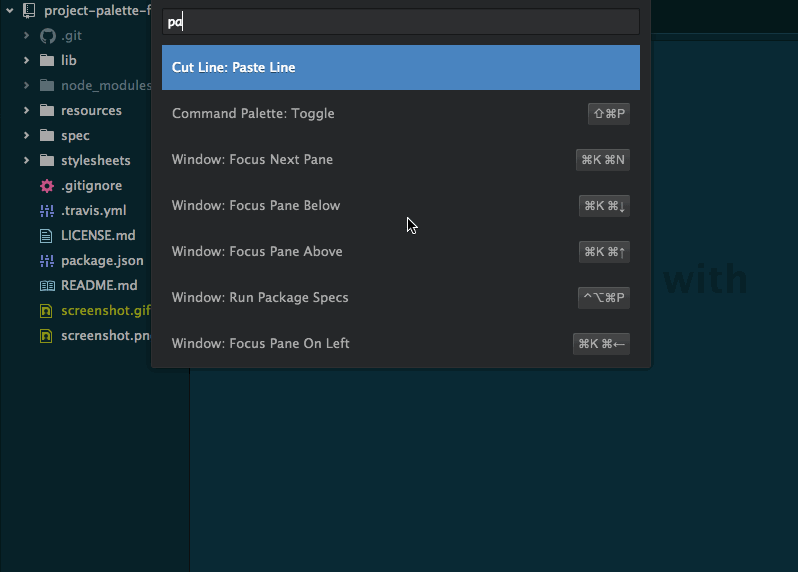 project-palette-f
.git
lib
node_modules
resources
spec
stylesheets
.gitignore
.travis.yml
LICENSE.md
package.json
README.md
screenshot.gif
screenshot.pn
pa
Cut Line: Paste Line
Command Palette: Toggle ⇧⌘P
Window: Focus Next Pane ⌘K ⌘N
Window: Focus Pane Below ⌘K ⌘↓
Window: Focus Pane Above ⌘K ⌘↑
Window: Run Package Specs ^⌥⌘P
Window: Focus Pane On Left ⌘K ⌘←
with